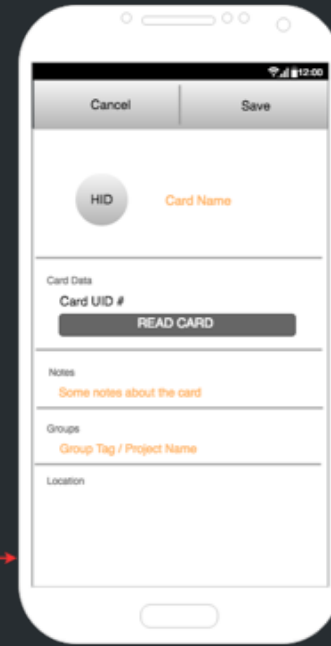 12:00
Cancel
Save
HID
Card Name
Card Data
Card UID #
READ CARD
Notes
Some notes about the card
Groups
Group Tag / Project Name
Location